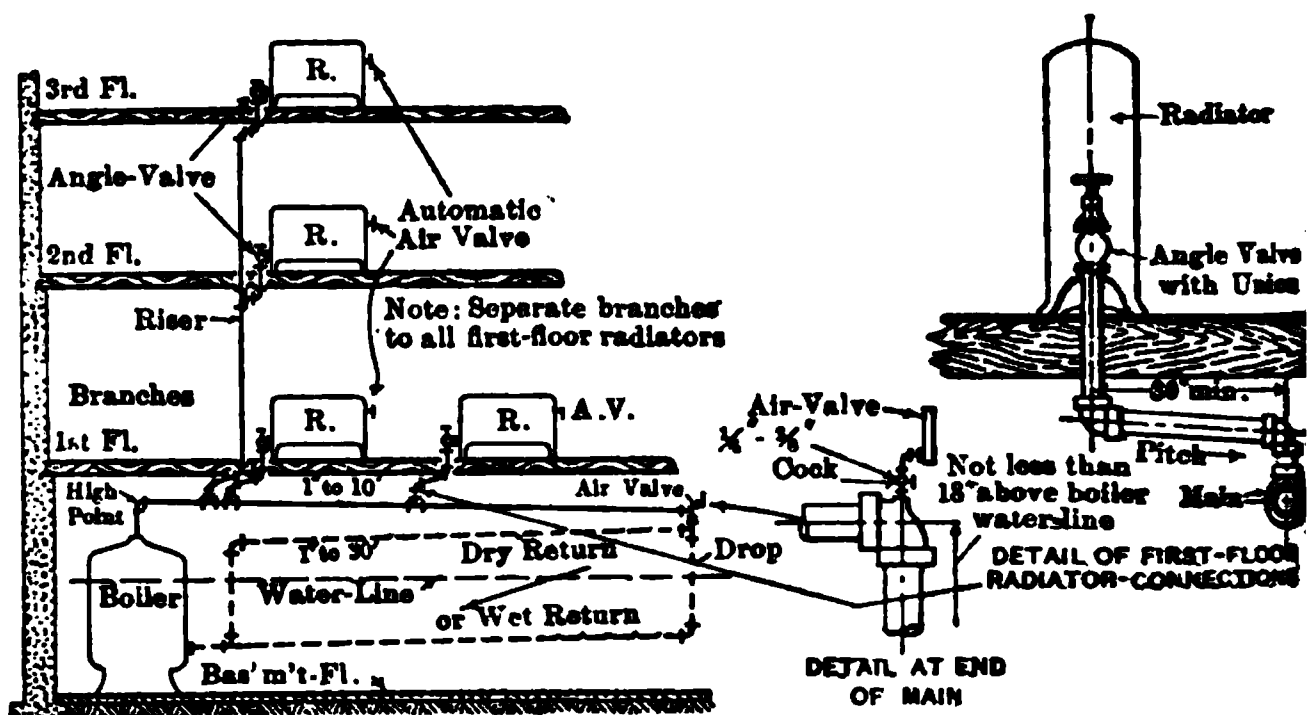 3rd Fl.
R.
Angle-Valve
Automatic
Air Valve
2nd Fl.
R.
Riser
Note: Separate branches
to all first-floor radiators
Branches
1st Fl.
R.
R.
A.V.
High
Point
1" to 10'
Air Valve
1" to 30'
Dry Return
Drop
Boiler
Water-Line
or Wet Return
Bas'm't-Fl.
Air-Valve
Cock
Not less than
18" above boiler
water-line
DETAIL AT END
OF MAIN
Radiator
Angle Valve
with Union
min.
Pitch
Main
DETAIL OF FIRST-FLOOR
RADIATOR-CONNECTIONS